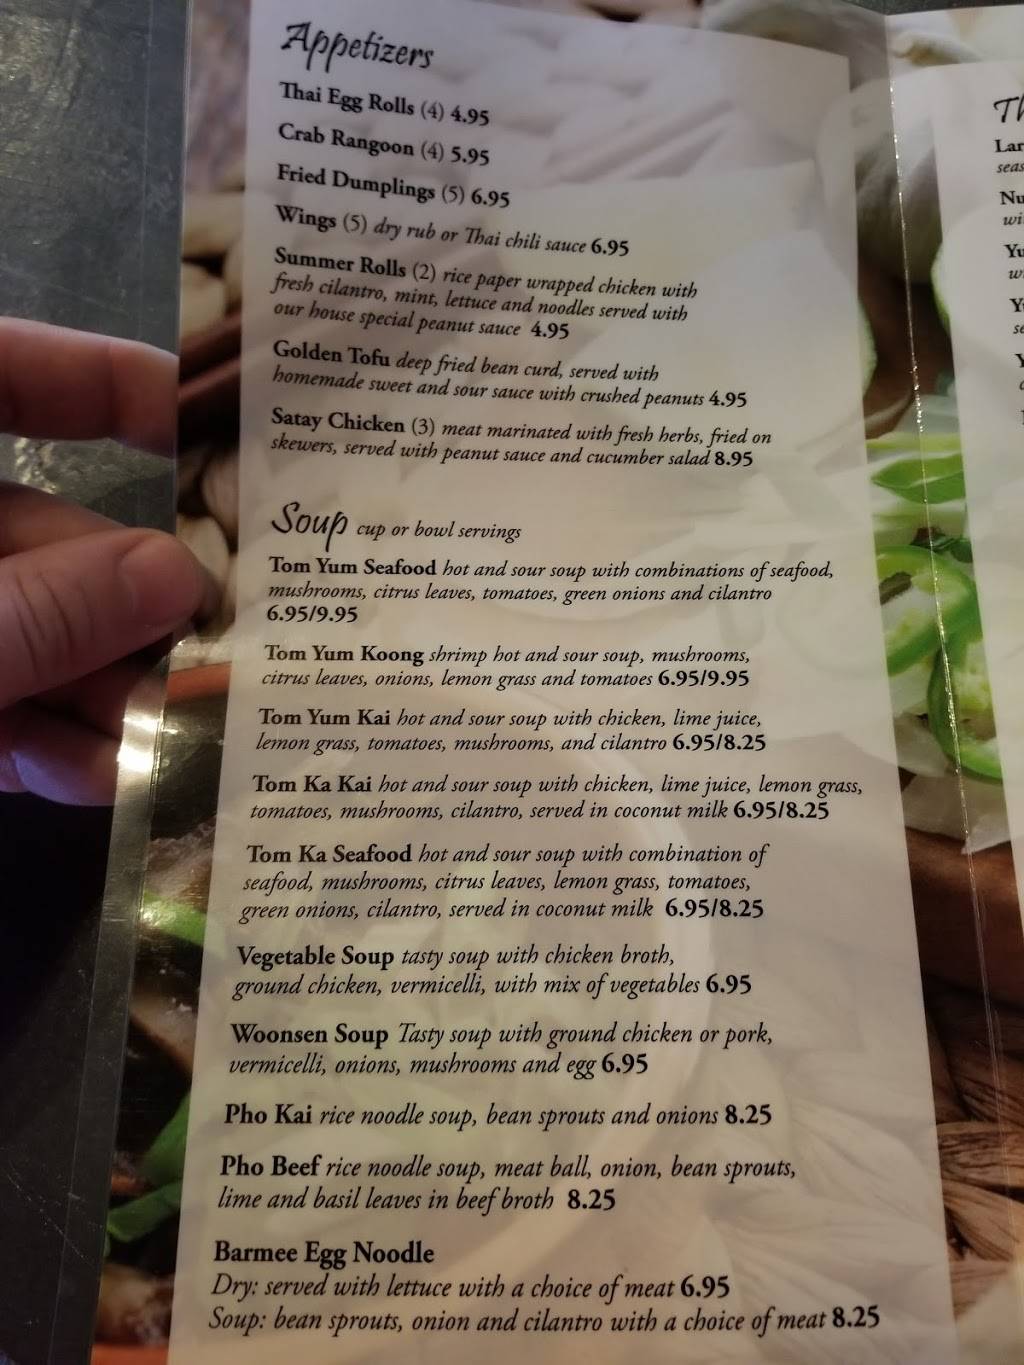 Appetizers
Thai Egg Rolls (4) 4.95
Crab Rangoon (4) 5.95
Fried Dumplings (5) 6.95
Wings (5) dry rub or Thai chili sauce 6.95
Summer Rolls (2) rice paper wrapped chicken with
fresh cilantro, mint, lettuce and noodles served with
our house special peanut sauce 4.95
Golden Tofu deep fried bean curd, served with
homemade sweet and sour sauce with crushed peanuts 4.95
Satay Chicken (3) meat marinated with fresh herbs, fried on
skewers, served with peanut sauce and cucumber salad 8.95
Soup cup or bowl servings
Tom Yum Seafood hot and sour soup with combinations of seafood,
mushrooms, citrus leaves, tomatoes, green onions and cilantro
6.95/9.95
Tom Yum Koong shrimp hot and sour soup, mushrooms,
citrus leaves, onions, lemon grass and tomatoes 6.95/9.95
Tom Yum Kai hot and sour soup with chicken, lime juice,
lemon grass, tomatoes, mushrooms, and cilantro 6.95/8.25
Tom Ka Kai hot and sour soup with chicken, lime juice, lemon grass,
tomatoes, mushrooms, cilantro, served in coconut milk 6.95/8.25
Tom Ka Seafood hot and sour soup with combination of
seafood, mushrooms, citrus leaves, lemon grass, tomatoes,
green onions, cilantro, served in coconut milk 6.95/8.25
Vegetable Soup tasty soup with chicken broth,
ground chicken, vermicelli, with mix of vegetables 6.95
Woonsen Soup Tasty soup with ground chicken or pork,
vermicelli, onions, mushrooms and egg 6.95
Pho Kai rice noodle soup, bean sprouts and onions 8.25
Pho Beef rice noodle soup, meat ball, onion, bean sprouts,
lime and basil leaves in beef broth 8.25
Barmee Egg Noodle
Dry: served with lettuce with a choice of meat 6.95
Soup: bean sprouts, onion and cilantro with a choice of meat 8.25